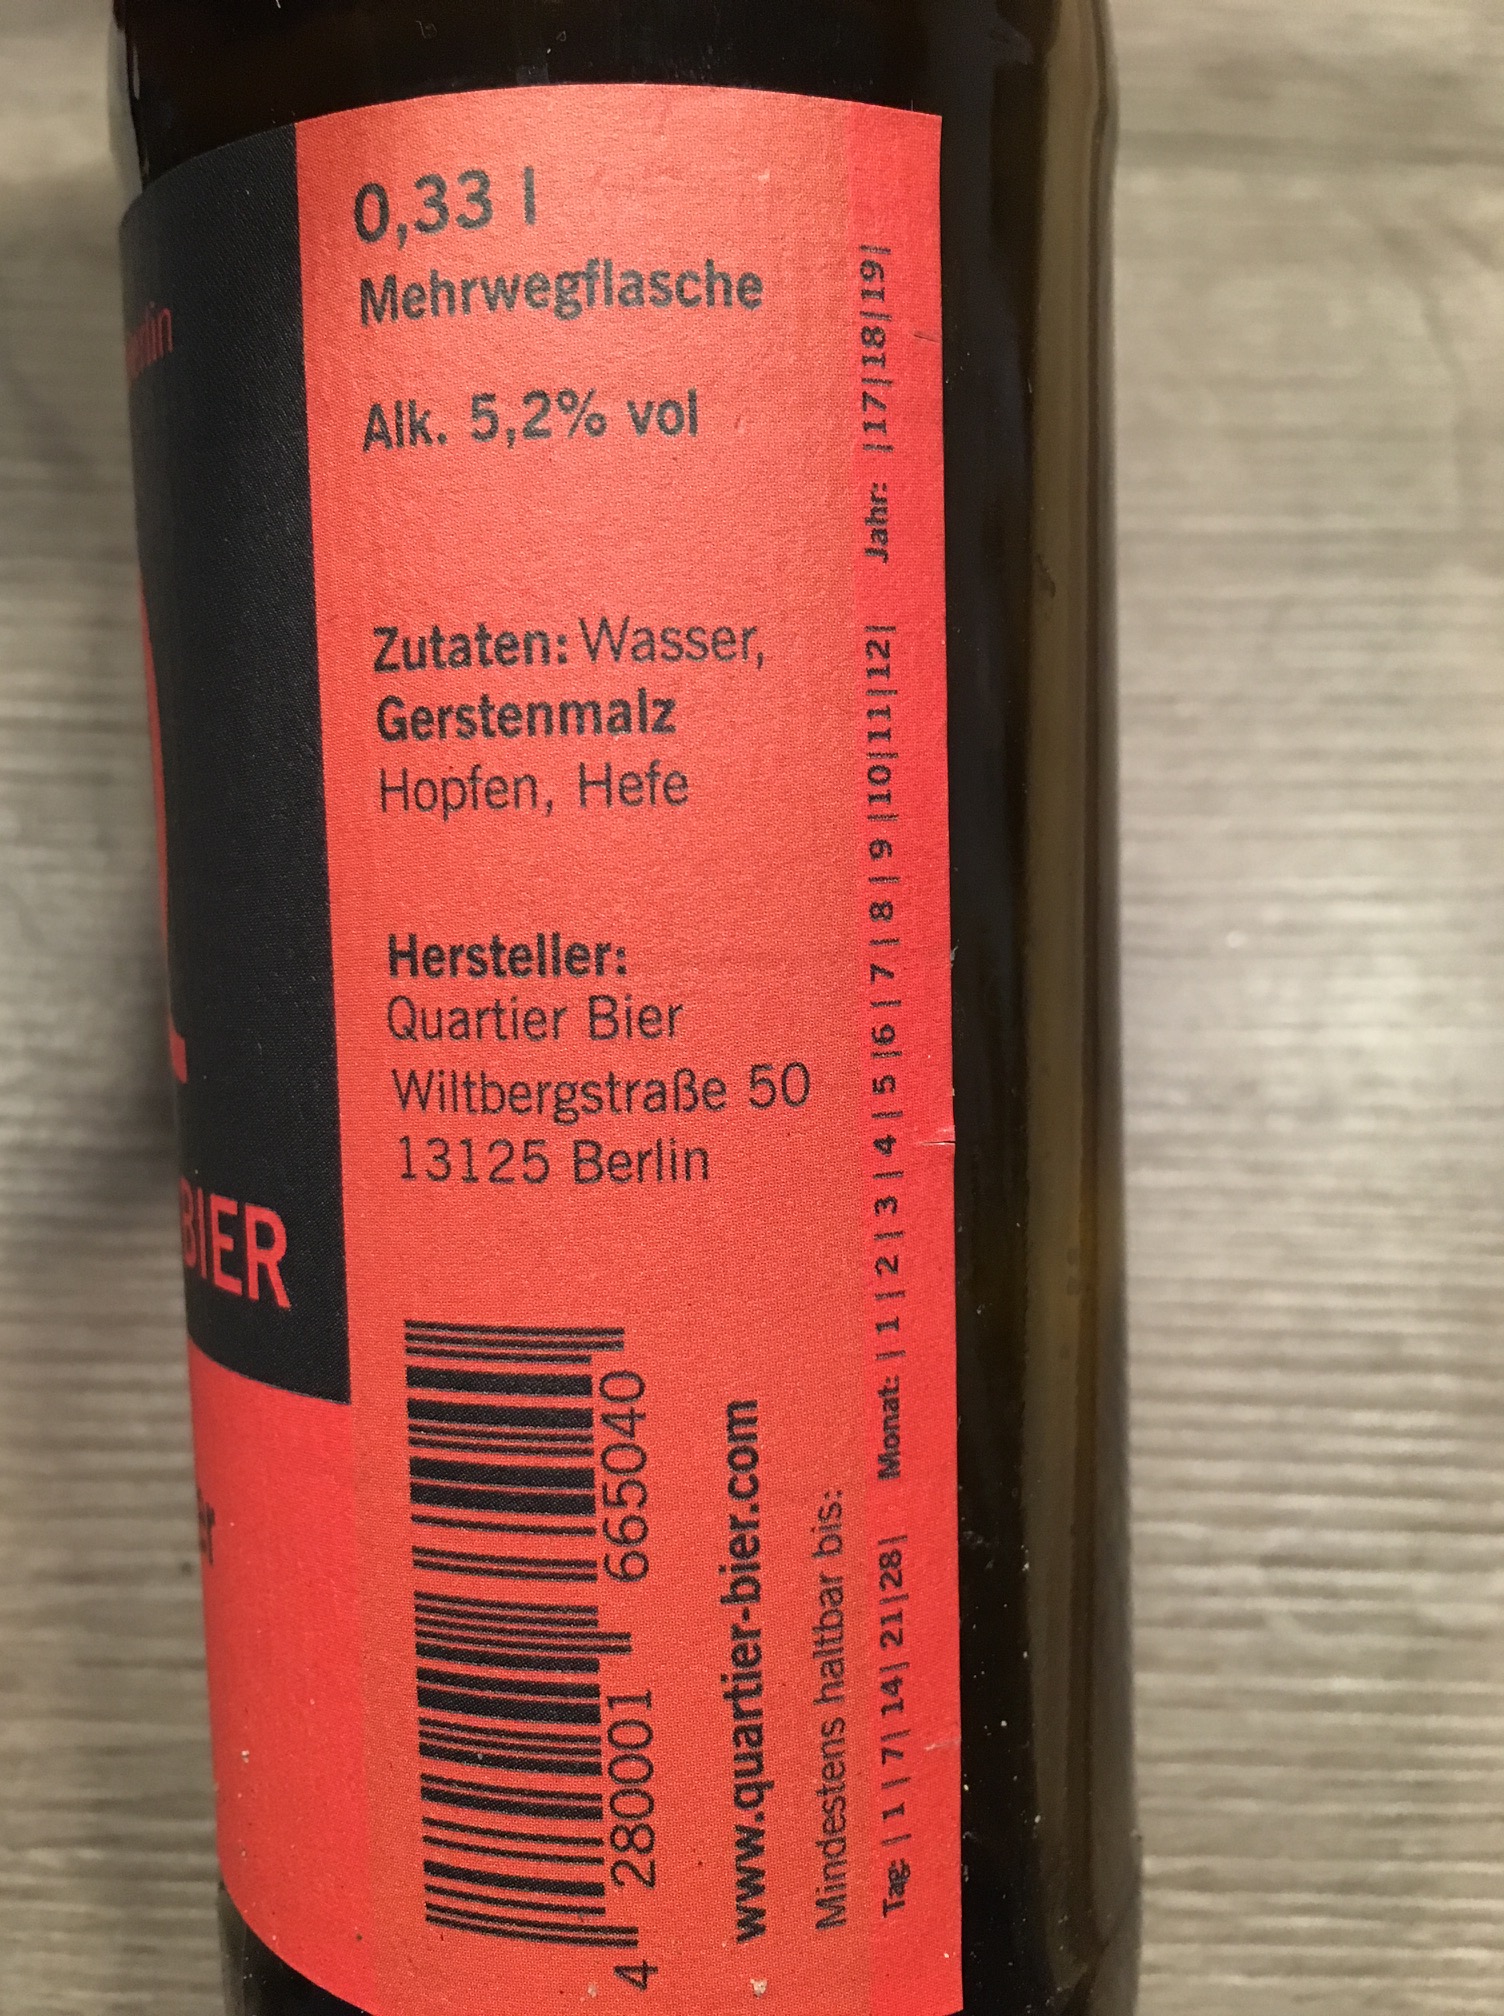 BIER
0,33 l
Mehrwegflasche
Alk. 5,2% vol
Zutaten: Wasser,
Gerstenmalz
Hopfen, Hefe
Hersteller:
Quartier Bier
Wiltbergstraße 50
13125 Berlin
4 280001 665040
www.quartier-bier.com
Mindestens haltbar bis:
Tag: | 1 | 7| 14| 21|28| Monat: | 1 | 2 | 3 | 4 | 5 |6 | 7 | 8 | 9 |10|11|12| Jahr: |17|18|19|